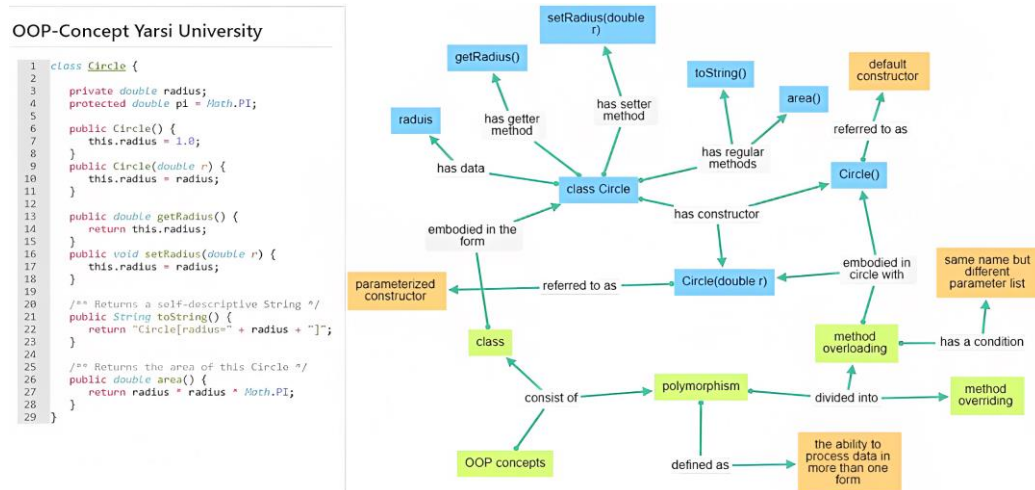 OOP-Concept Yarsi University
1 class Circle {
2
3 private double radius;
4 protected double pi = Math.PI;
5
6 public Circle() {
7 this.radius = 1.0;
8 }
9 public Circle(double r) {
10 this.radius = radius;
11 }
12
13 public double getRadius() {
14 return this.radius;
15 }
16 public void setRadius(double r) {
17 this.radius = radius;
18 }
19
20 /** Returns a self-descriptive String */
21 public String toString() {
22 return "Circle[radius=" + radius + "]";
23 }
24
25 /** Returns the area of this Circle */
26 public double area() {
27 return radius * radius * Math.PI;
28 }
29 }
setRadius(double
r)
getRadius()
toString()
default
constructor
raduis
area()
has getter
method
has setter
method
referred to as
has regular
methods
has data
class Circle
Circle()
has constructor
embodied in the
form
embodied in
circle with
same name but
different
parameter list
parameterized
constructor
referred to as
Circle(double r)
class
method
overloading
has a condition
polymorphism
consist of
divided into
method
overriding
OOP concepts
defined as
the ability to
process data in
more than one
form